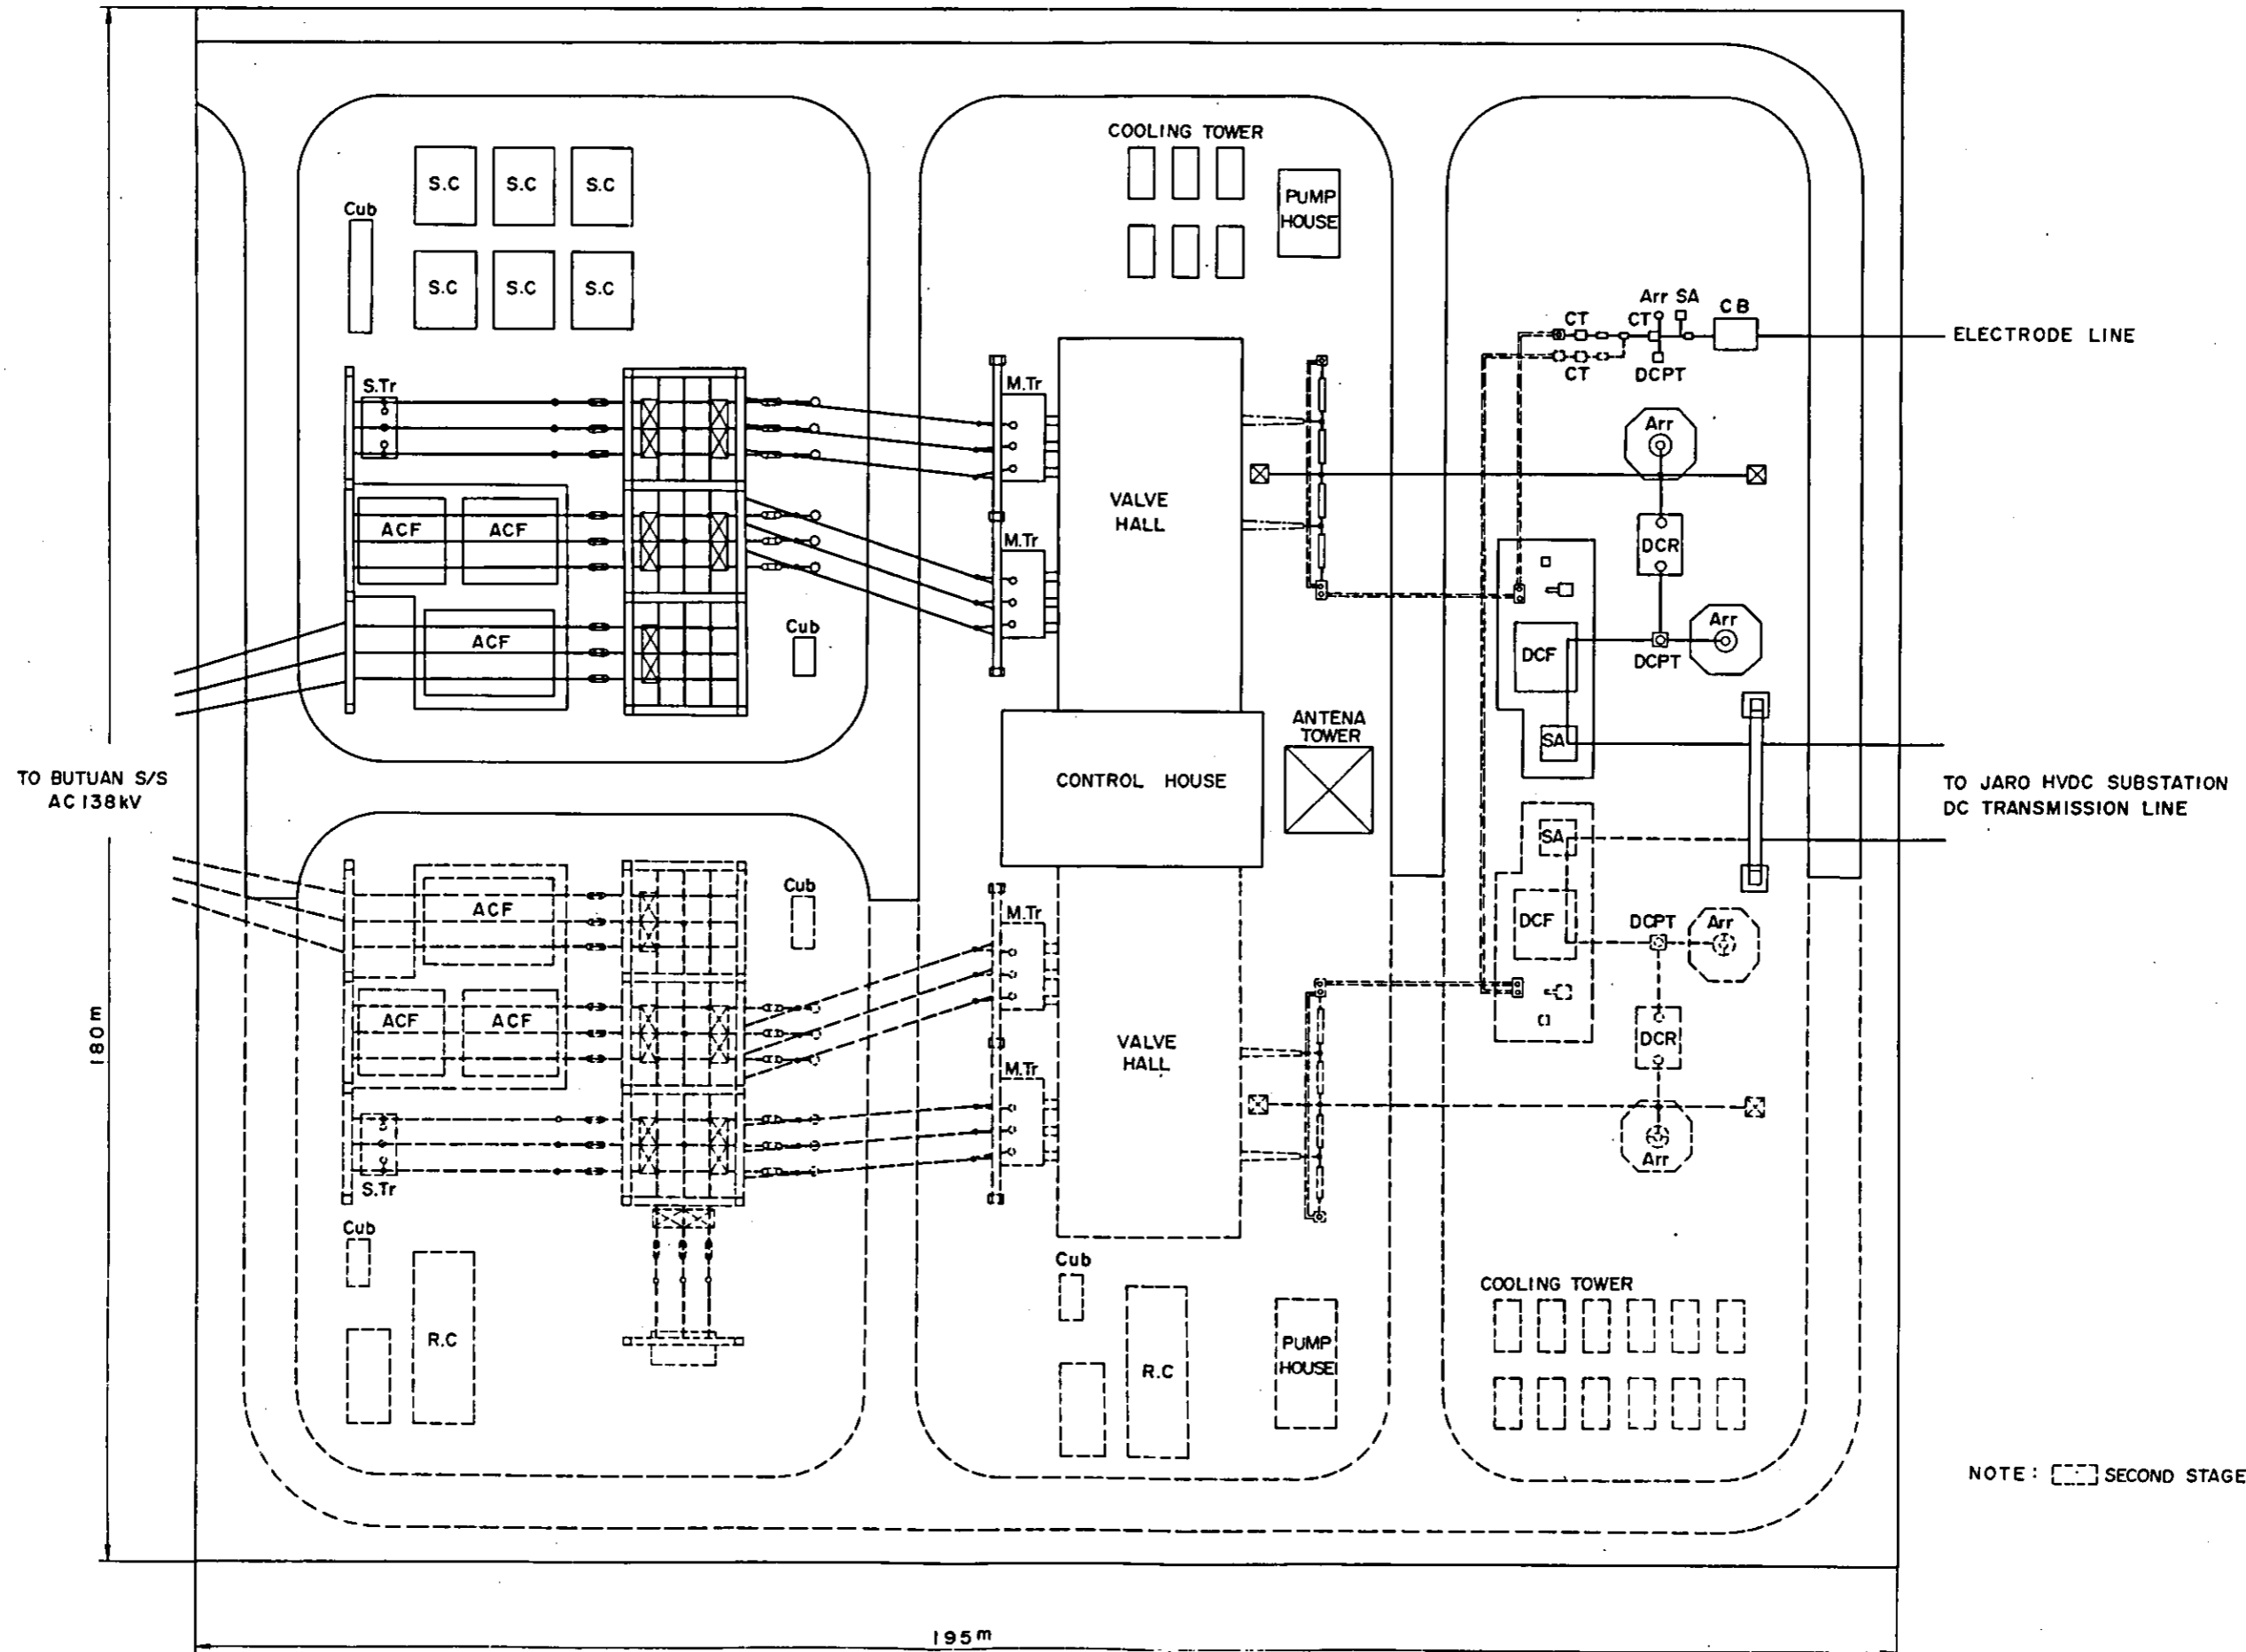 COOLING TOWER
S.C
S.C
S.C
PUMP
HOUSE
Cub
S.C
S.C
S.C
Arr SA
CB
CT
CT
ELECTRODE LINE
CT
DCPT
S.Tr
M.Tr
Arr
VALVE
HALL
ACF
ACF
M.Tr
DCR
Cub
ACF
Arr
DCF
DCPT
ANTENA
TOWER
SA
TO BUTUAN S/S
AC 138kV
CONTROL HOUSE
TO JARO HVDC SUBSTATION
DC TRANSMISSION LINE
SA
Cub
ACF
M.Tr
DCF
DCPT
Arr
ACF
ACF
180m
VALVE
HALL
DCR
M.Tr
S.Tr
Arr
Cub
Cub
COOLING TOWER
R.C
R.C
PUMP
HOUSE
NOTE: SECOND STAGE
195m